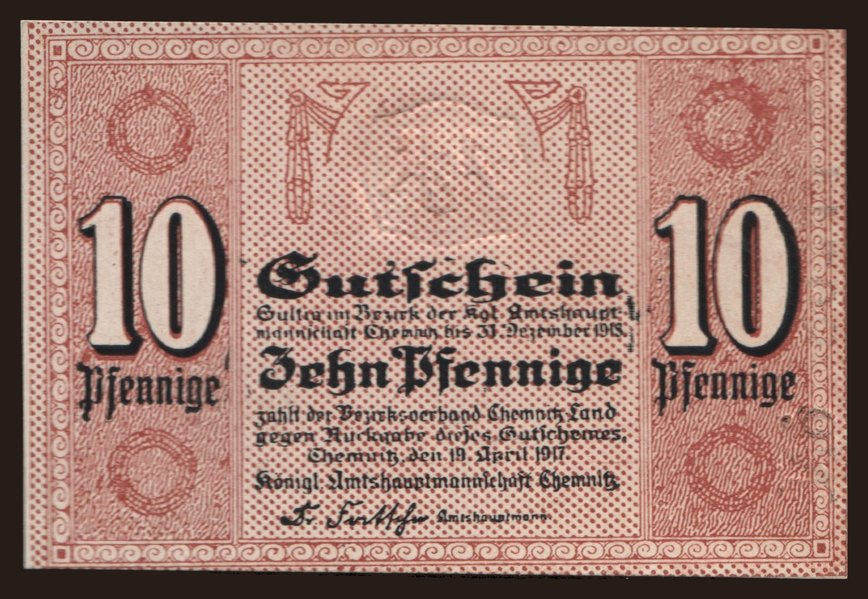 10
Pfennige
Gutschein
Gültig im Bezirk der Kgl. Amtshaupt-
mannschaft Chemnitz bis 31. Dezember 1918.
Zehn Pfennige
zahlt der Bezirksverband Chemnitz Land
gegen Rückgabe dieses Gutscheines.
Chemnitz, den 19. April 1917.
Königl. Amtshauptmannschaft Chemnitz
Dr. Amtshauptmann
10
Pfennige